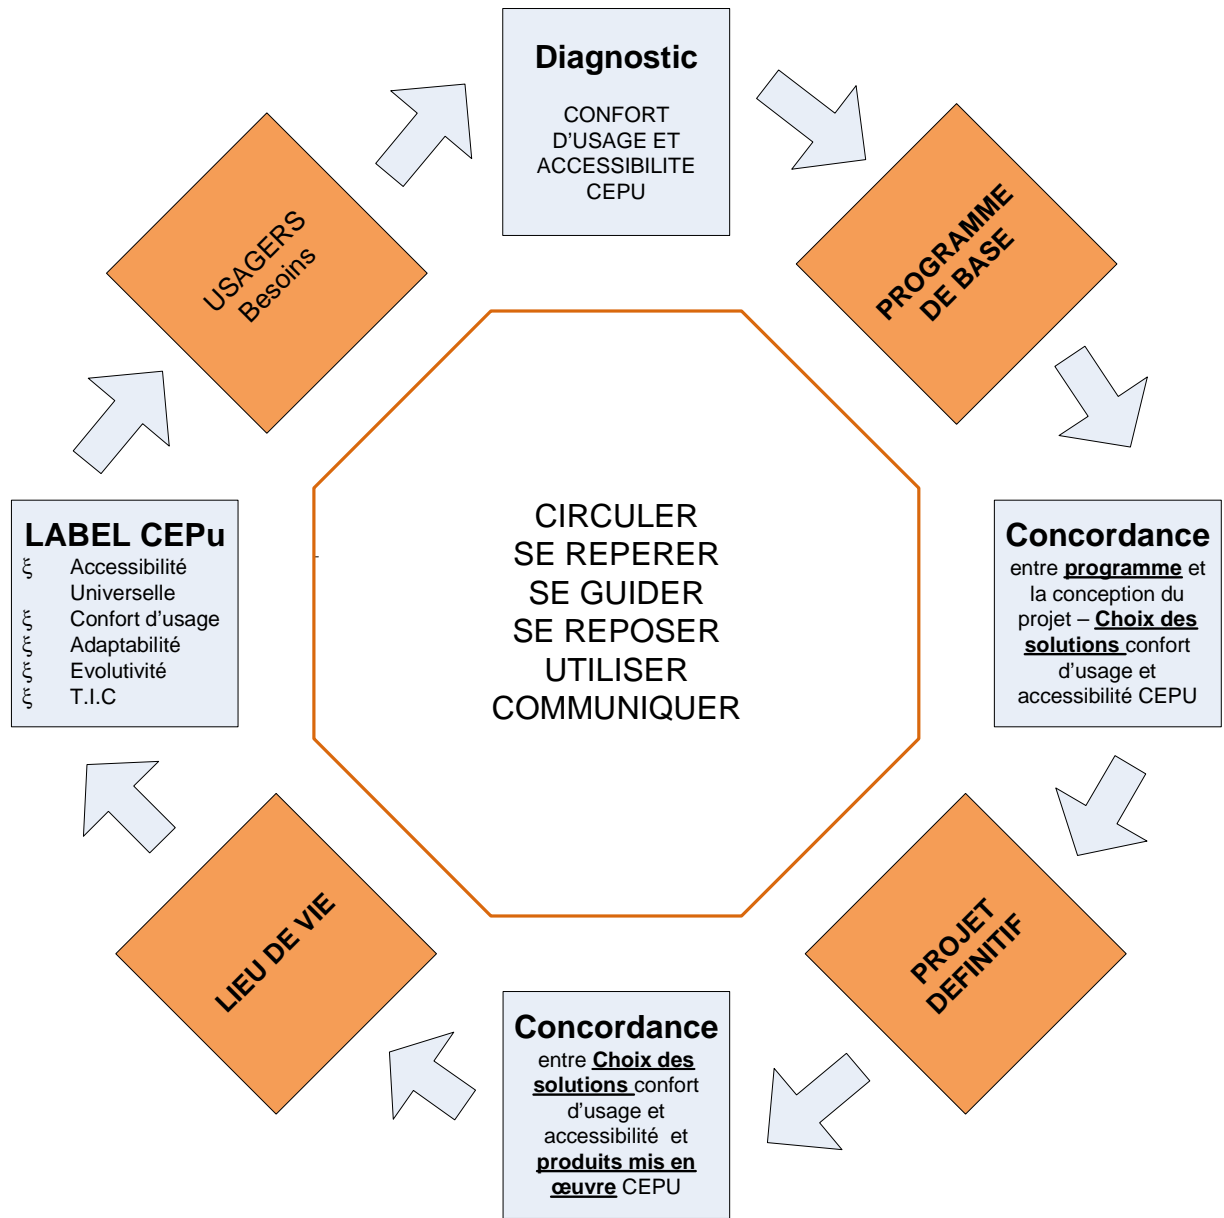 Diagnostic
CONFORT
D'USAGE ET
ACCESSIBILITE
CEPU
USAGERS
Besoins
PROGRAMME
DE BASE
LABEL CEPu
ξ Accessibilité
Universelle
ξ Confort d'usage
ξ Adaptabilité
ξ Evolutivité
ξ T.I.C
CIRCULER
SE REPERER
SE GUIDER
SE REPOSER
UTILISER
COMMUNIQUER
Concordance
entre programme et
la conception du
projet – Choix des
solutions confort
d'usage et
accessibilité CEPU
LIEU DE VIE
PROJET
DEFINITIF
Concordance
entre Choix des
solutions confort
d'usage et
accessibilité et
produits mis en
œuvre CEPU